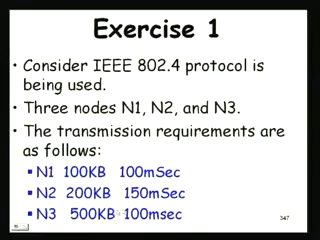 Exercise 1
• Consider IEEE 802.4 protocol is
being used.
• Three nodes N1, N2, and N3.
• The transmission requirements are
as follows:
▪ N1 100KB 100mSec
▪ N2 200KB 150mSec
▪ N3 500KB 100msec
347